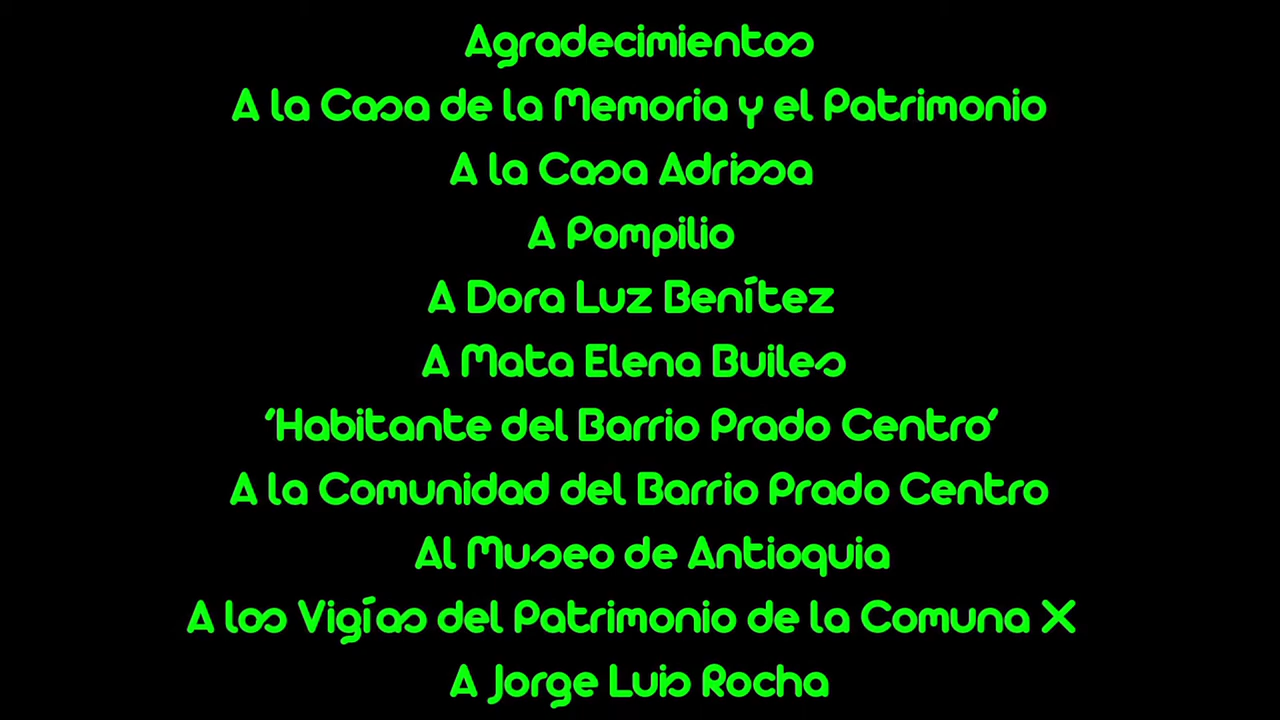 Agradecimientos
A la Casa de la Memoria y el Patrimonio
A la Casa Adrissa
A Pompilio
A Dora Luz Benítez
A Mata Elena Builes
‘Habitante del Barrio Prado Centro’
A la Comunidad del Barrio Prado Centro
Al Museo de Antioquia
A los Vigías del Patrimonio de la Comuna X
A Jorge Luis Rocha